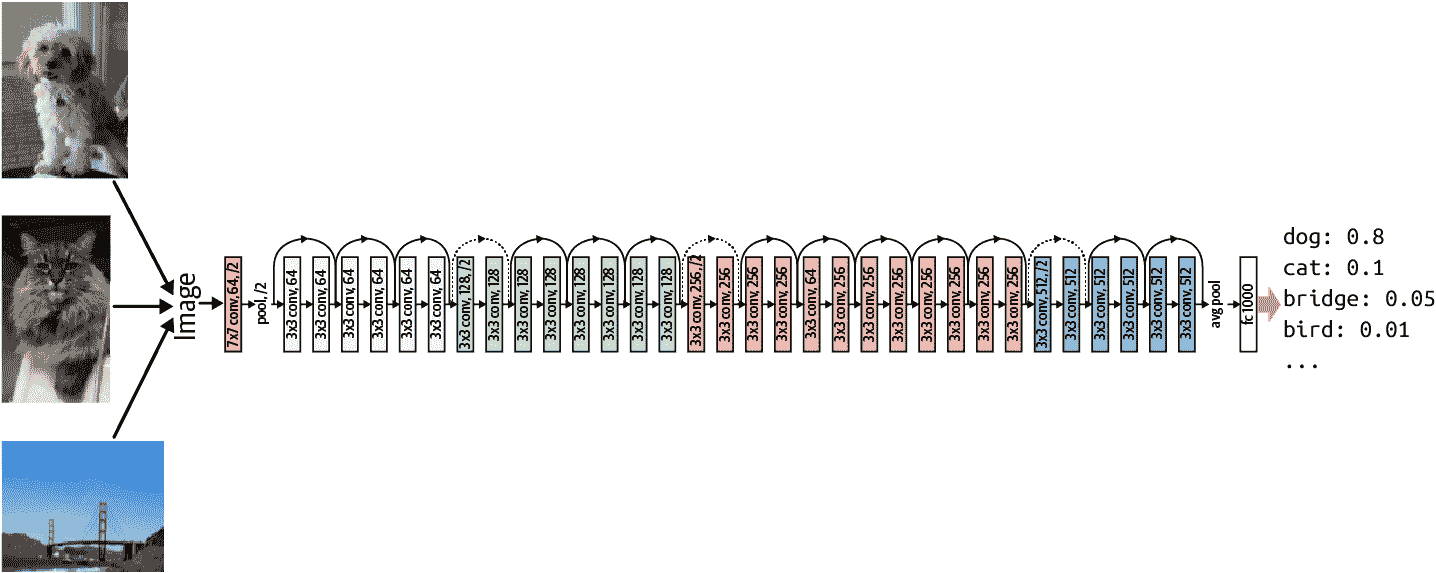 Image
7x7 conv, 64, /2
pool, /2
3x3 conv, 64
3x3 conv, 64
3x3 conv, 64
3x3 conv, 64
3x3 conv, 64
3x3 conv, 64
3x3 conv, 128, /2
3x3 conv, 128
3x3 conv, 128
3x3 conv, 128
3x3 conv, 128
3x3 conv, 128
3x3 conv, 128
3x3 conv, 128
3x3 conv, 256, /2
3x3 conv, 256
3x3 conv, 256
3x3 conv, 256
3x3 conv, 64
3x3 conv, 256
3x3 conv, 256
3x3 conv, 256
3x3 conv, 256
3x3 conv, 256
3x3 conv, 256
3x3 conv, 256
3x3 conv, 512, /2
3x3 conv, 512
3x3 conv, 512
3x3 conv, 512
3x3 conv, 512
3x3 conv, 512
avg pool
fc 1000
dog: 0.8
cat: 0.1
bridge: 0.05
bird: 0.01
...